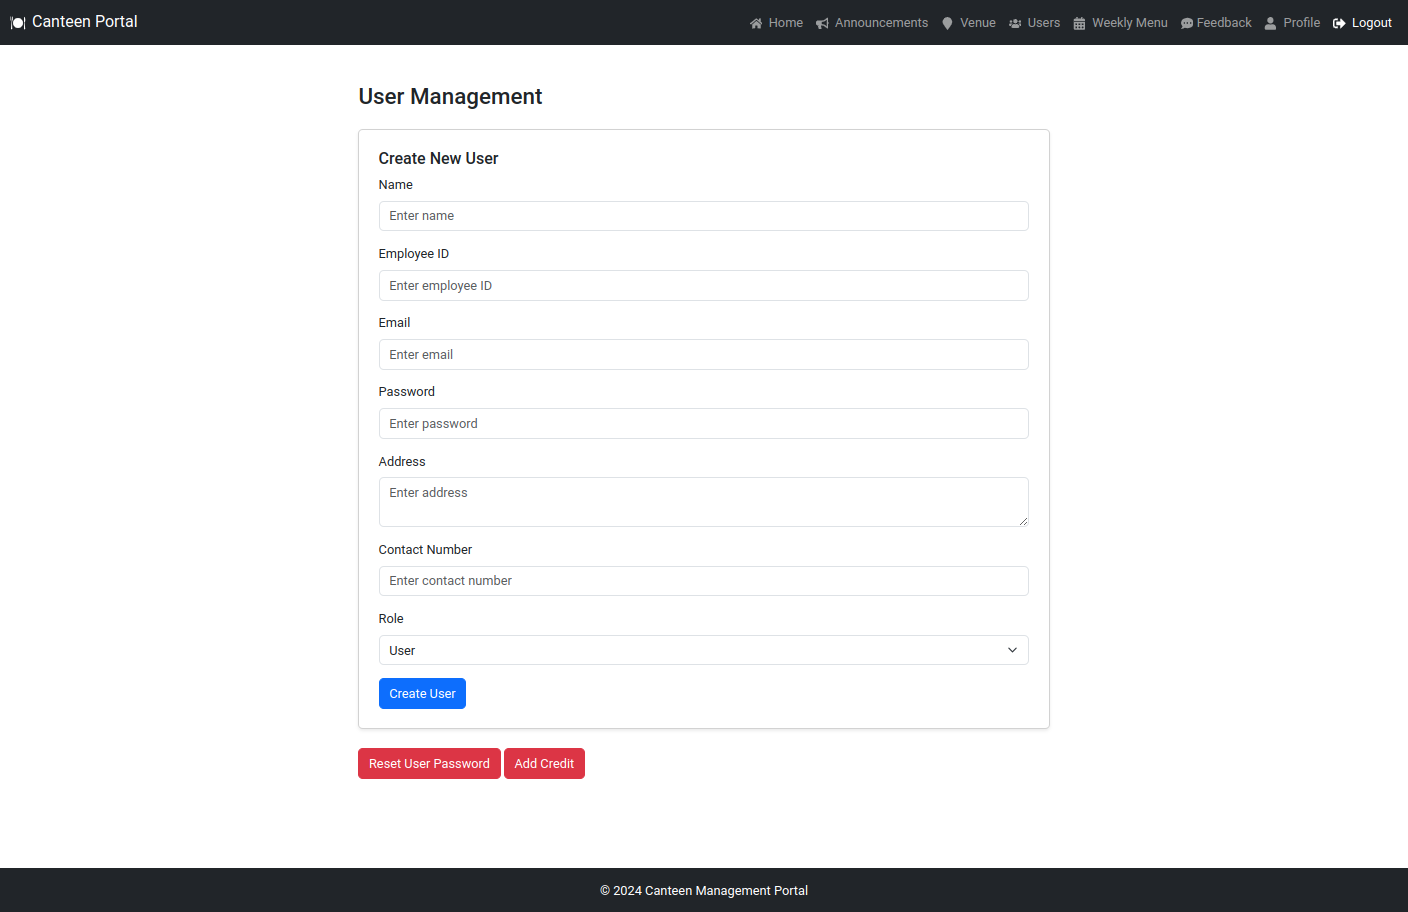 Canteen Portal Home Announcements Venue Users Weekly Menu Feedback Profile Logout
User Management
Create New User
Name
Enter name
Employee ID
Enter employee ID
Email
Enter email
Password
Enter password
Address
Enter address
Contact Number
Enter contact number
Role
User
Create User
Reset User Password Add Credit
© 2024 Canteen Management Portal